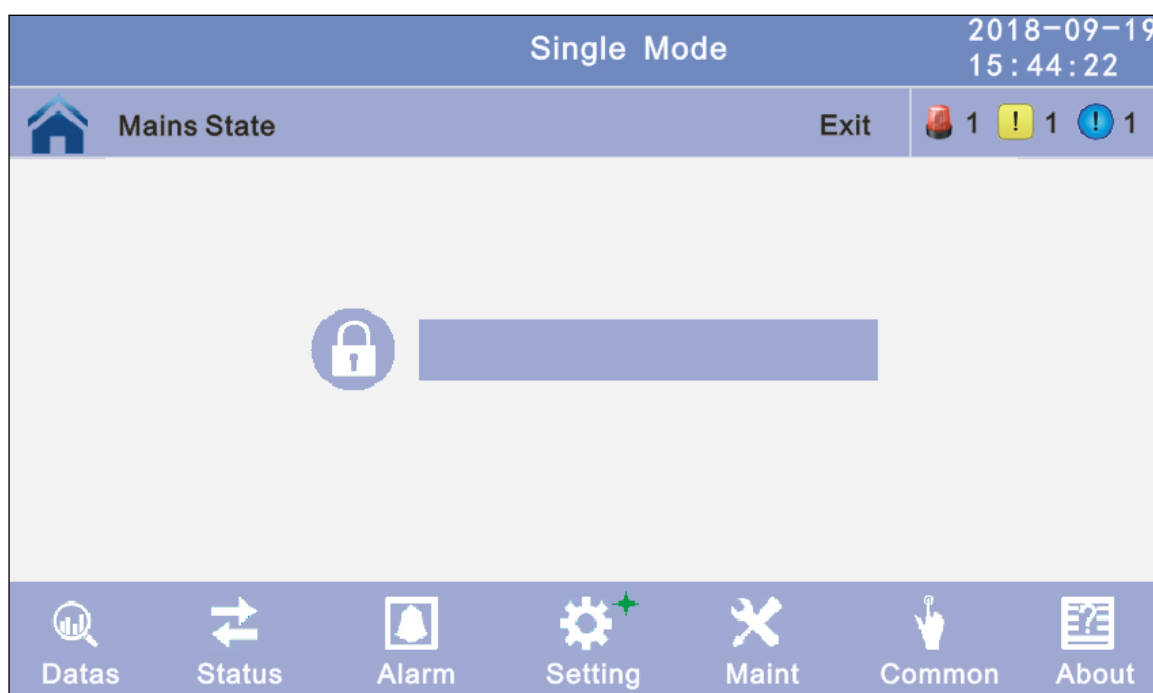 Single Mode
2018-09-19
15:44:22
Mains State
Exit
1
! 1
! 1
Datas
Status
Alarm
Setting
Maint
Common
About